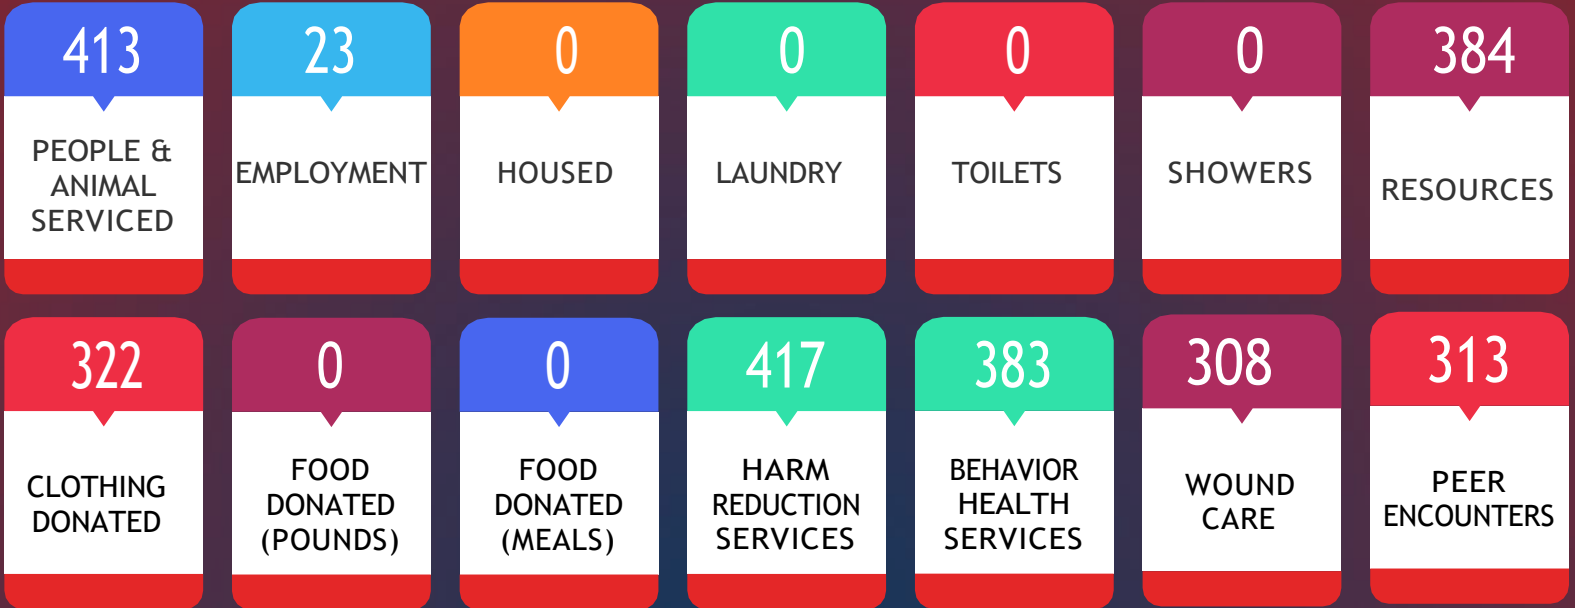 413
PEOPLE &
ANIMAL
SERVICED
23
EMPLOYMENT
0
HOUSED
0
LAUNDRY
0
TOILETS
0
SHOWERS
384
RESOURCES
322
CLOTHING
DONATED
0
FOOD
DONATED
(POUNDS)
0
FOOD
DONATED
(MEALS)
417
HARM
REDUCTION
SERVICES
383
BEHAVIOR
HEALTH
SERVICES
308
WOUND
CARE
313
PEER
ENCOUNTERS